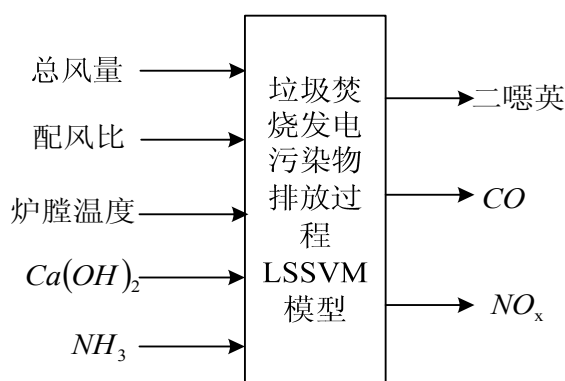 总风量
配风比
炉膛温度
Ca(OH)₂
NH₃
垃圾焚
烧发电
污染物
排放过
程
LSSVM
模型
二噁英
CO
NOₓ